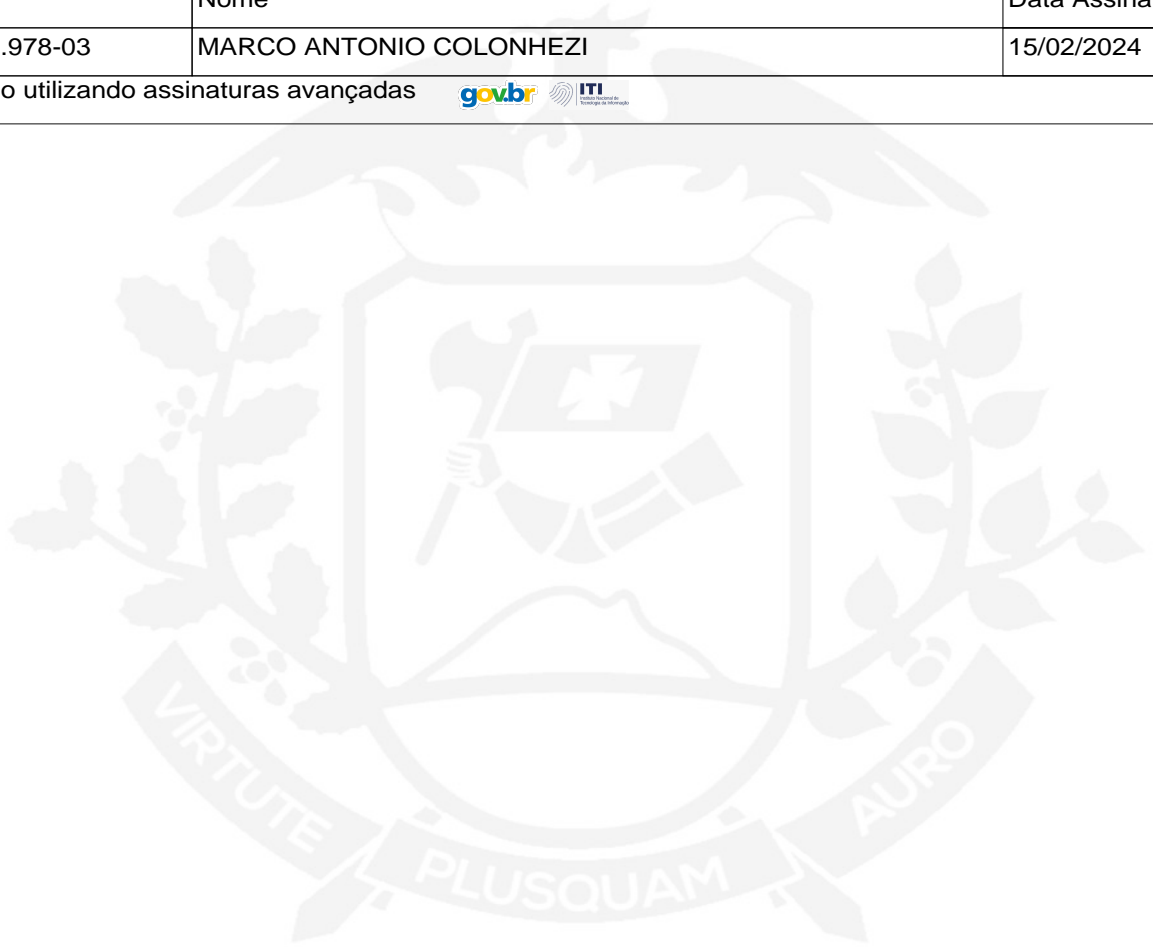 Nome Data Assina
.978-03 MARCO ANTONIO COLONHEZI 15/02/2024
o utilizando assinaturas avançadas gov.br ITI
VIRTUTE PLUSQUAM AURO